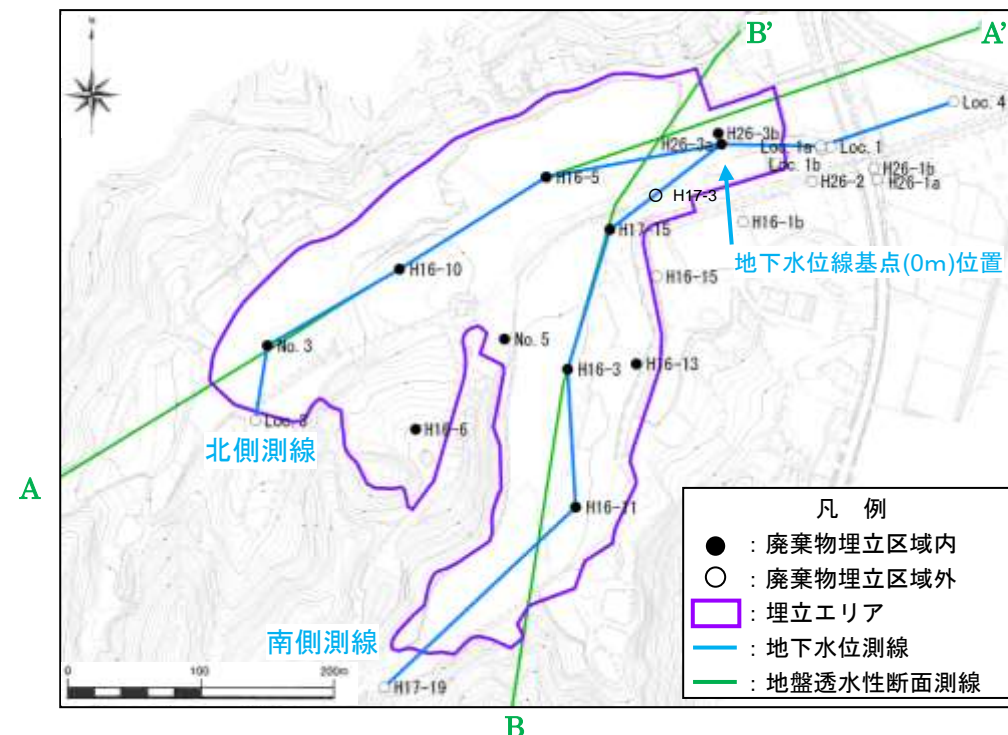 B'
A'
N
Loc. 4
H26-3b
H26-3a
Loc. 1a
Loc. 1
Loc. 1b
H26-1b
H26-2
H26-1a
H16-5
H17-3
H16-1b
H17-15
地下水位線基点(0m)位置
H16-10
H16-15
No. 3
No. 5
H16-3
H16-13
Loc. 3
H16-6
北側測線
A
H16-11
南側測線
H17-19
0 100 200m
B
凡 例
● : 廃棄物埋立区域内
○ : 廃棄物埋立区域外
: 埋立エリア
: 地下水位測線
: 地盤透水性断面測線